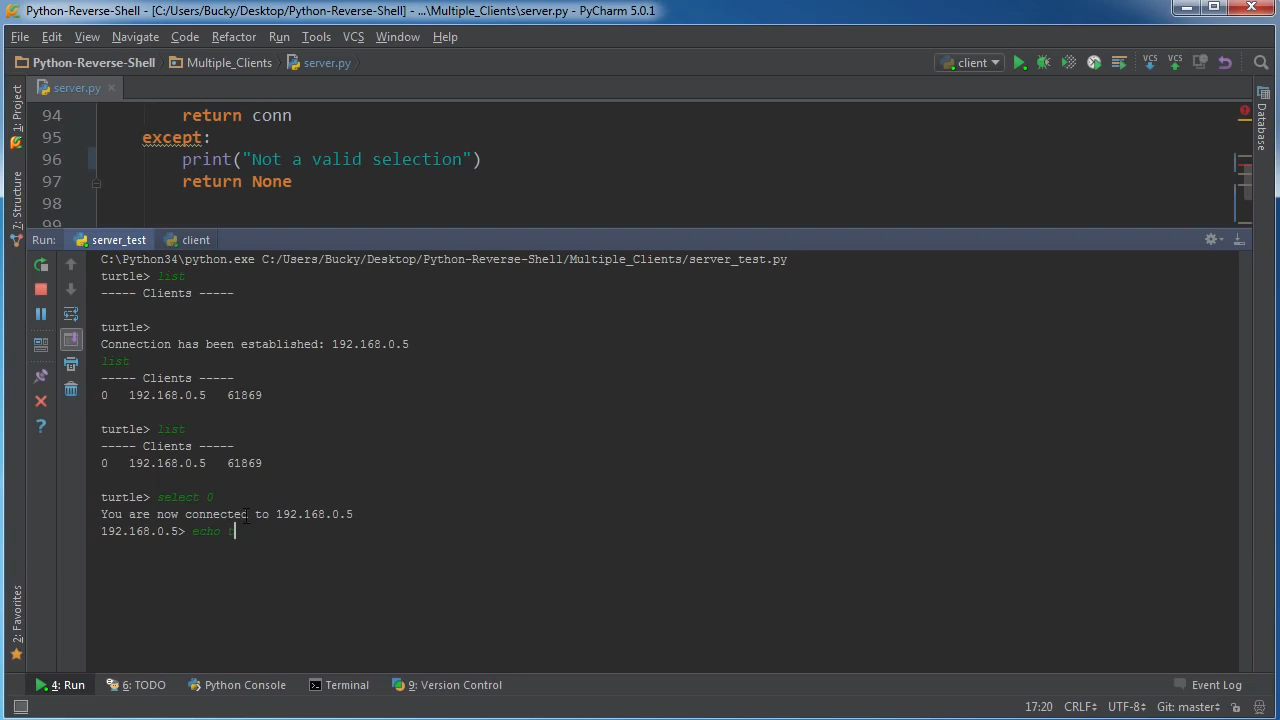 Python-Reverse-Shell - [C:/Users/Bucky/Desktop/Python-Reverse-Shell] - ...\Multiple_Clients\server.py - PyCharm 5.0.1
File Edit View Navigate Code Refactor Run Tools VCS Window Help
Python-Reverse-Shell Multiple_Clients server.py client VCS VCS
1: Project
7: Structure
2: Favorites
Database
server.py
94 return conn
95 except:
96 print("Not a valid selection")
97 return None
98
99
Run: server_test client
C:\Python34\python.exe C:/Users/Bucky/Desktop/Python-Reverse-Shell/Multiple_Clients/server_test.py
turtle> list
----- Clients -----
turtle>
Connection has been established: 192.168.0.5
list
----- Clients -----
0 192.168.0.5 61869
turtle> list
----- Clients -----
0 192.168.0.5 61869
turtle> select 0
You are now connected to 192.168.0.5
192.168.0.5> echo t
4: Run 6: TODO Python Console Terminal 9: Version Control Event Log
17:20 CRLF UTF-8 Git: master